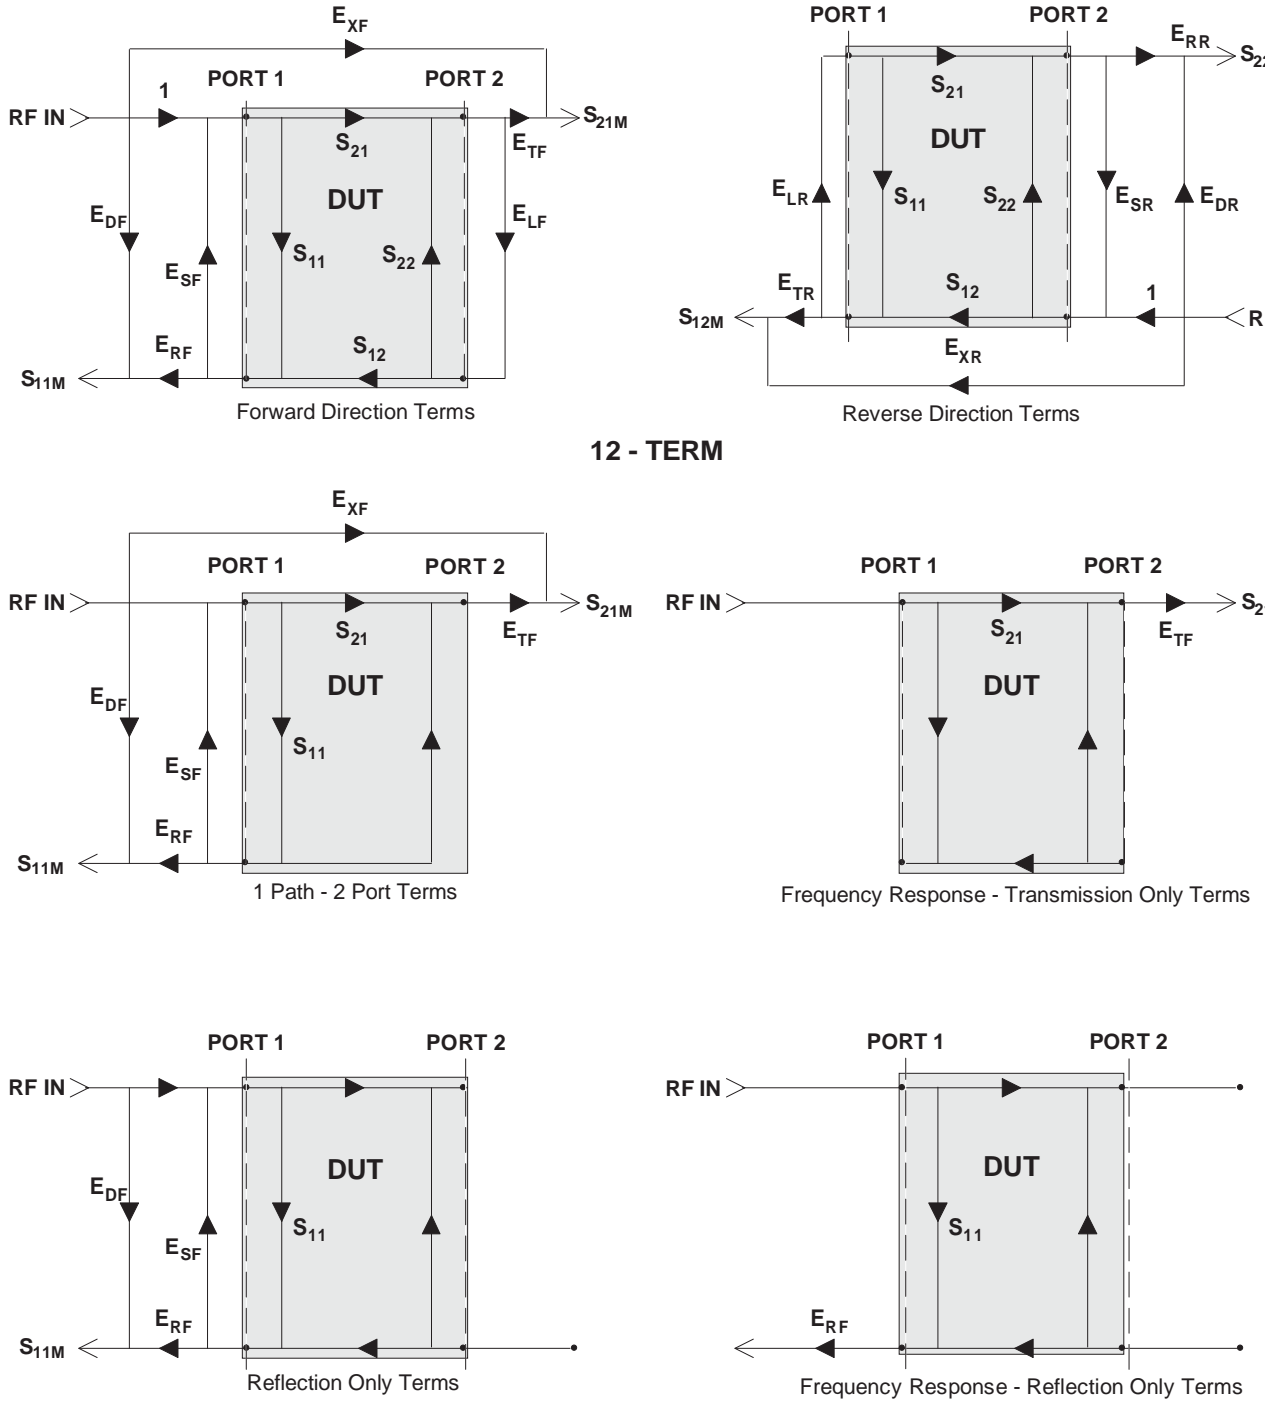 E_XF
PORT 1 PORT 2
1
RF IN
S_21M
S_21
E_TF
DUT
E_DF
E_LF
E_SF
S_11
S_22
E_RF
S_12
S_11M
Forward Direction Terms
PORT 1 PORT 2
E_RR
S_22
S_21
DUT
E_LR
S_11
S_22
E_SR
E_DR
E_TR
S_12
1
S_12M
R
E_XR
Reverse Direction Terms
12 - TERM
E_XF
PORT 1 PORT 2
RF IN
S_21M
S_21
E_TF
DUT
E_DF
S_11
E_SF
E_RF
S_11M
1 Path - 2 Port Terms
PORT 1 PORT 2
RF IN
S_2
S_21
E_TF
DUT
Frequency Response - Transmission Only Terms
PORT 1 PORT 2
RF IN
DUT
E_DF
S_11
E_SF
E_RF
S_11M
Reflection Only Terms
PORT 1 PORT 2
RF IN
DUT
S_11
E_RF
Frequency Response - Reflection Only Terms